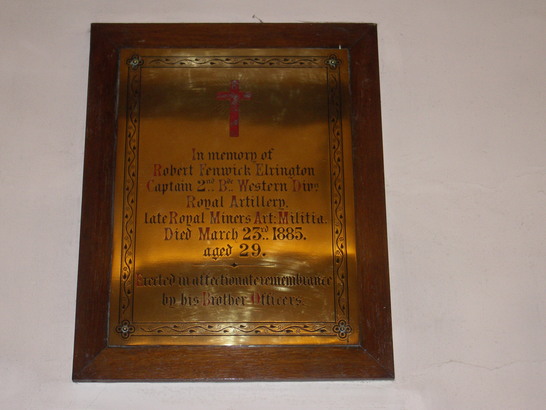 In memory of
Robert Fenwick Elrington
Captain 2nd Bde Western Divn
Royal Artillery,
late Royal Miners Art: Militia.
Died March 23rd 1885.
aged 29.
Erected in affectionate remembrance
by his Brother Officers.